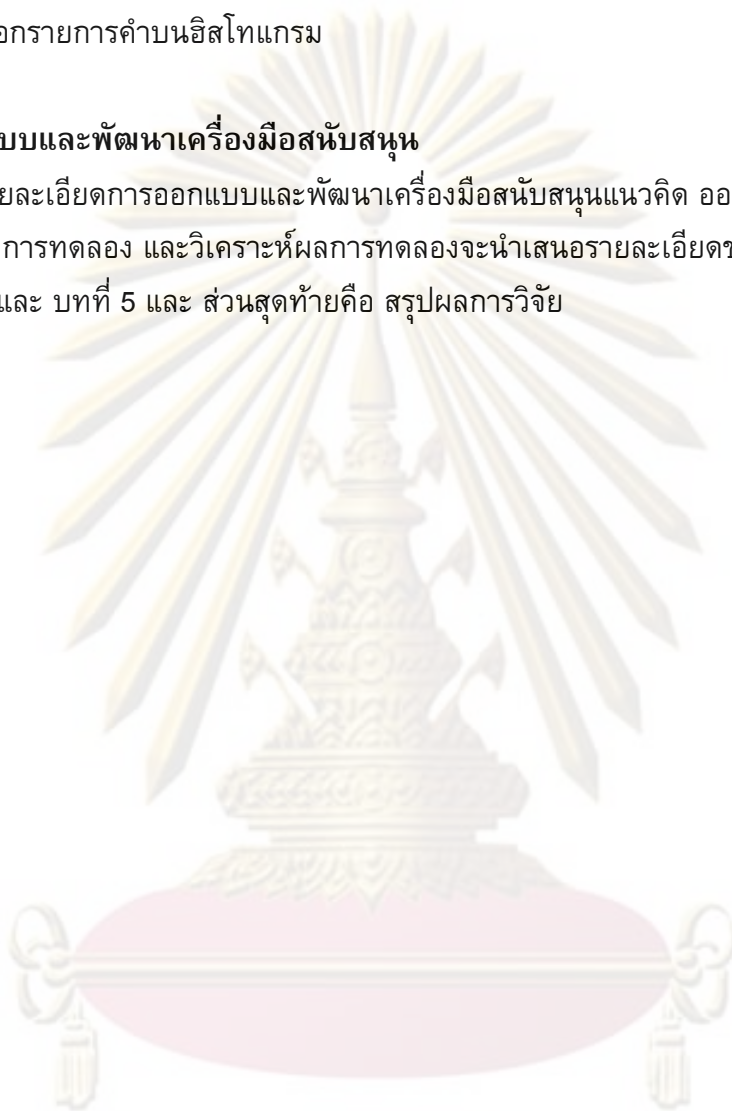 อกรายการคำบนฮิสโทแกรม
บบและพัฒนาเครื่องมือสนับสนุน
ยละเอียดการออกแบบและพัฒนาเครื่องมือสนับสนุนแนวคิด ออ
การทดลอง และวิเคราะห์ผลการทดลองจะนำเสนอรายละเอียดข
และ บทที่ 5 และ ส่วนสุดท้ายคือ สรุปผลการวิจัย